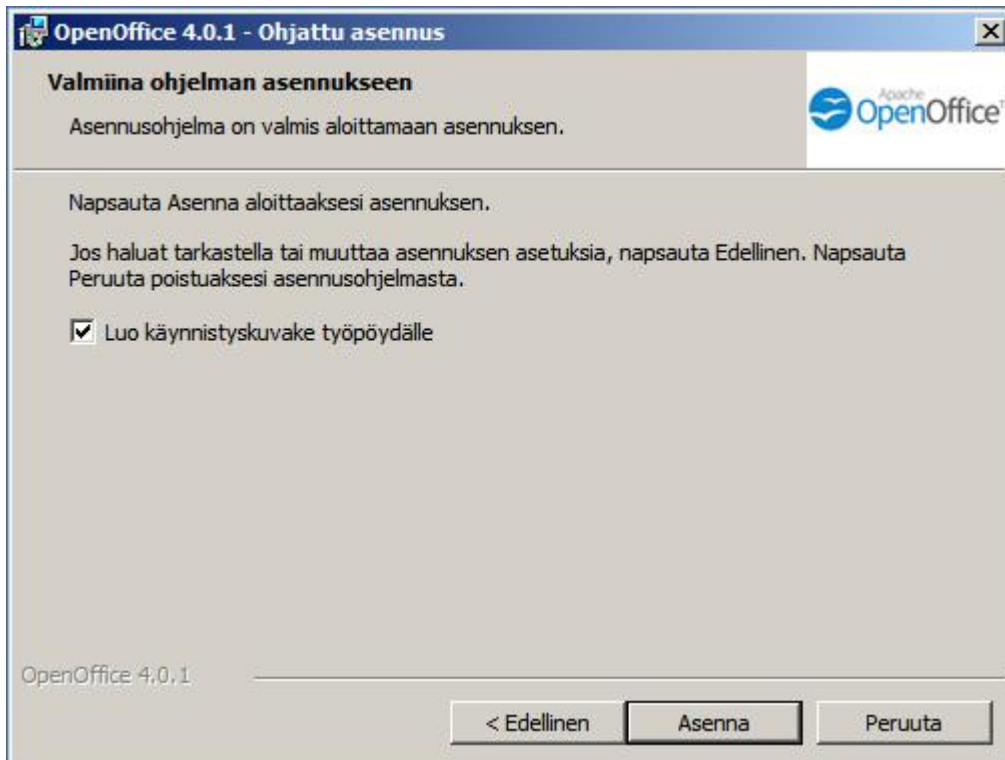 OpenOffice 4.0.1 - Ohjattu asennus
Valmiina ohjelman asennukseen
Asennusohjelma on valmis aloittamaan asennuksen.
Apache
OpenOffice
Napsauta Asenna aloittaaksesi asennuksen.
Jos haluat tarkastella tai muuttaa asennuksen asetuksia, napsauta Edellinen. Napsauta
Peruuta poistuaksesi asennusohjelmasta.
Luo käynnistyskuvake työpöydälle
OpenOffice 4.0.1
< Edellinen
Asenna
Peruuta